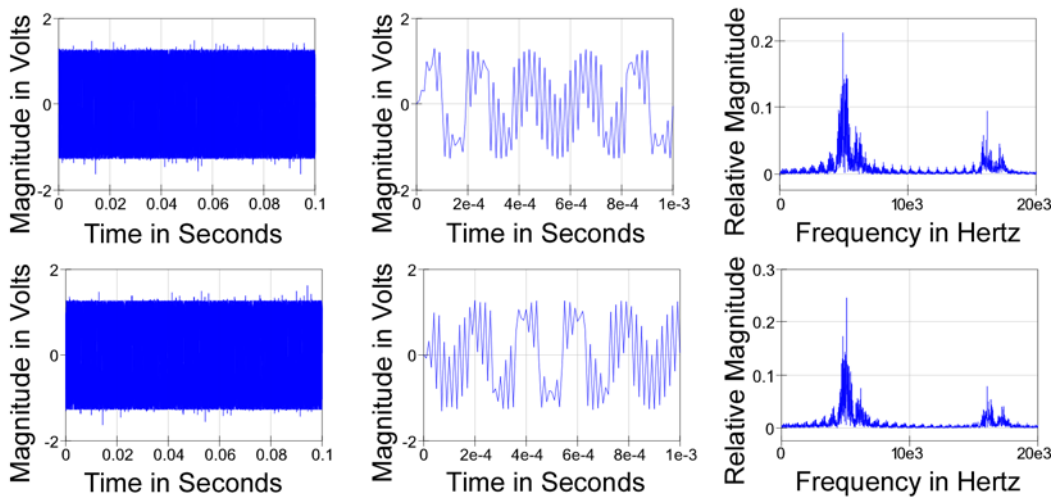 Magnitude in Volts
2
0
-2
0 0.02 0.04 0.06 0.08 0.1
Time in Seconds
Magnitude in Volts
2
0
-2
0 2e-4 4e-4 6e-4 8e-4 1e-3
Time in Seconds
Relative Magnitude
0.2
0.1
0
0 10e3 20e3
Frequency in Hertz
Magnitude in Volts
2
0
-2
0 0.02 0.04 0.06 0.08 0.1
Time in Seconds
Magnitude in Volts
2
0
-2
0 2e-4 4e-4 6e-4 8e-4 1e-3
Time in Seconds
Relative Magnitude
0.3
0.2
0.1
0
0 10e3 20e3
Frequency in Hertz